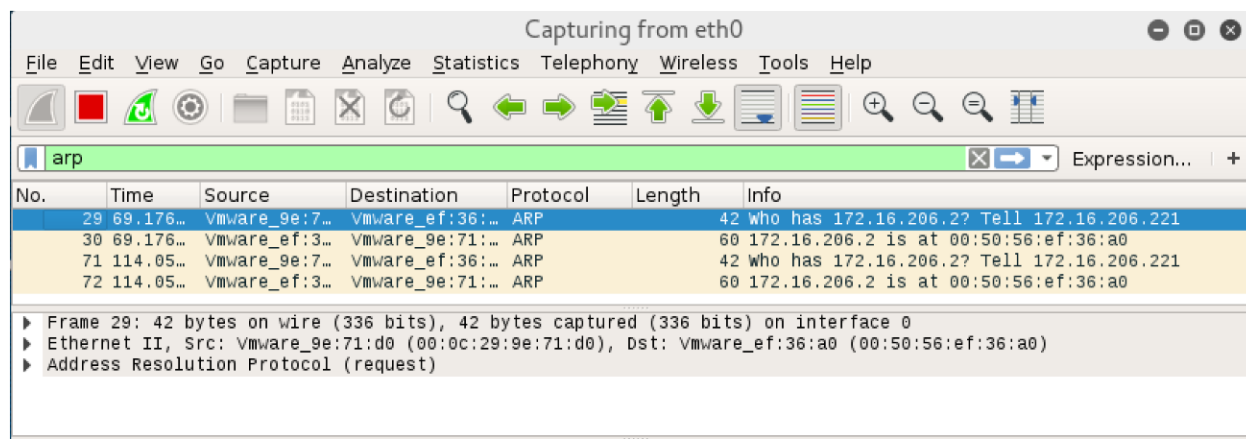 Capturing from eth0
File Edit View Go Capture Analyze Statistics Telephony Wireless Tools Help
arp Expression... +
No. Time Source Destination Protocol Length Info
29 69.176… Vmware_9e:7… Vmware_ef:36:… ARP 42 Who has 172.16.206.2? Tell 172.16.206.221
30 69.176… Vmware_ef:3… Vmware_9e:71:… ARP 60 172.16.206.2 is at 00:50:56:ef:36:a0
71 114.05… Vmware_9e:7… Vmware_ef:36:… ARP 42 Who has 172.16.206.2? Tell 172.16.206.221
72 114.05… Vmware_ef:3… Vmware_9e:71:… ARP 60 172.16.206.2 is at 00:50:56:ef:36:a0
Frame 29: 42 bytes on wire (336 bits), 42 bytes captured (336 bits) on interface 0
Ethernet II, Src: Vmware_9e:71:d0 (00:0c:29:9e:71:d0), Dst: Vmware_ef:36:a0 (00:50:56:ef:36:a0)
Address Resolution Protocol (request)